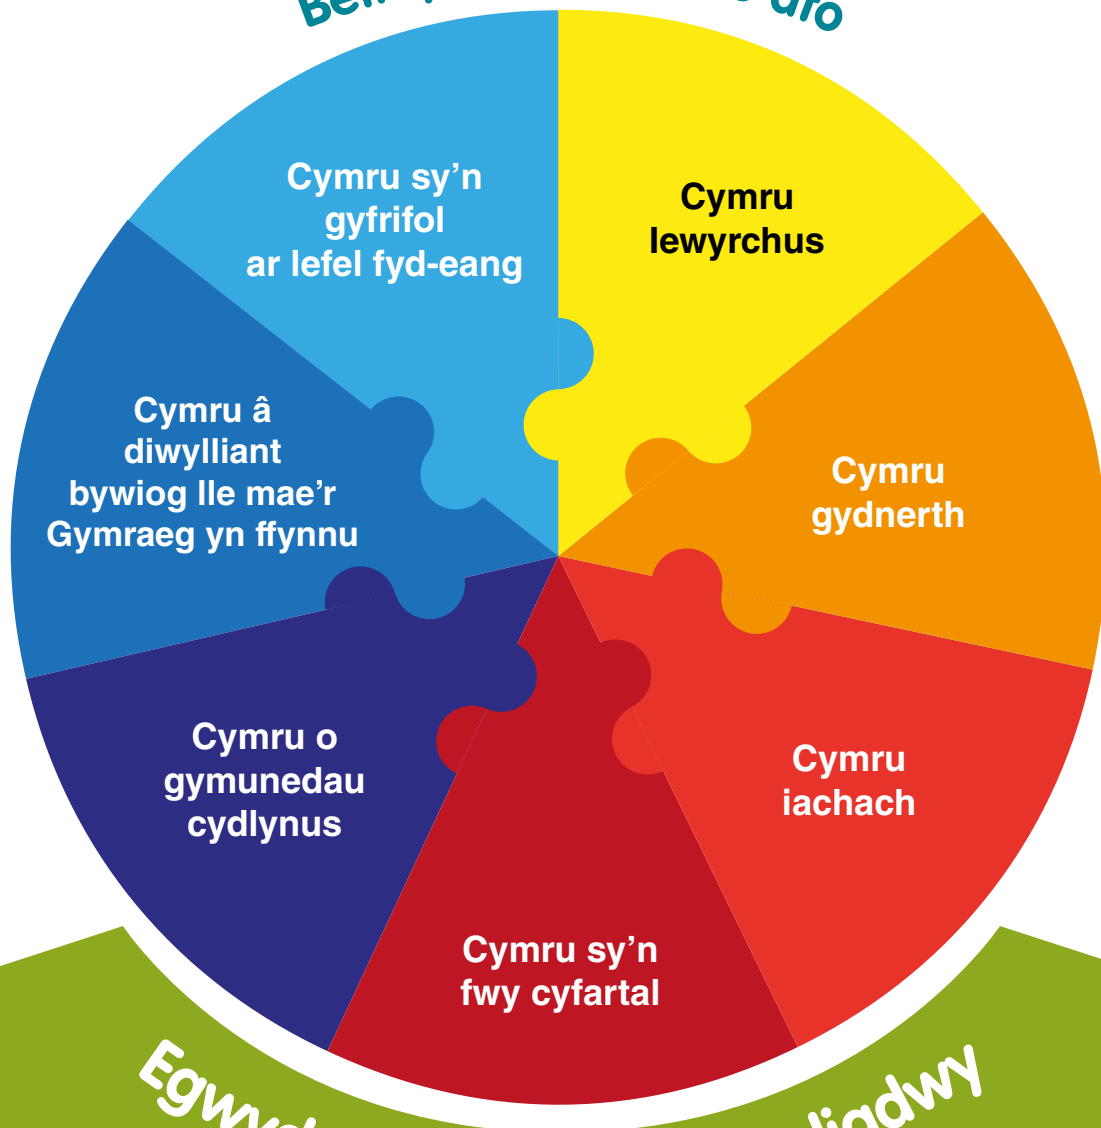 Cymru sy’n
gyfrifol
ar lefel fyd-eang
Cymru
lewyrchus
Cymru
gydnerth
Cymru
iachach
Cymru sy’n
fwy cyfartal
Cymru o
gymunedau
cydlynus
Cymru â
diwylliant
bywiog lle mae’r
Gymraeg yn ffynnu